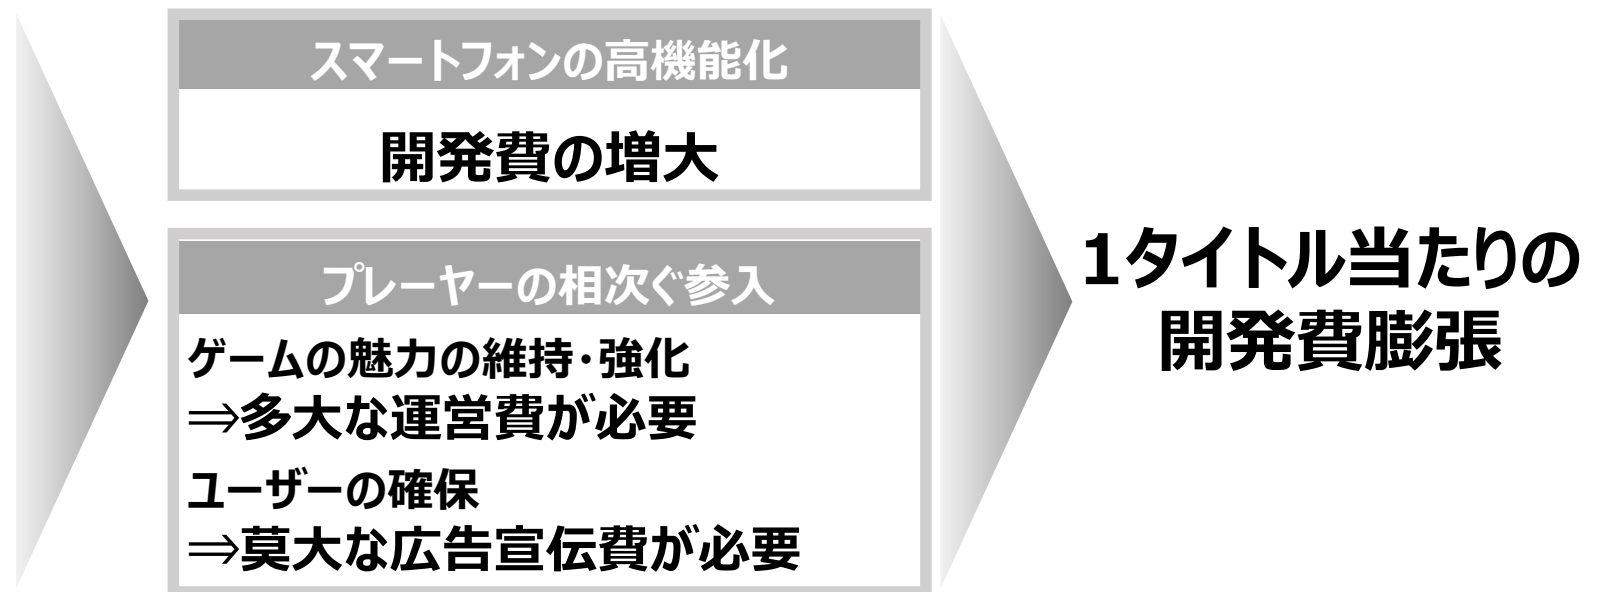 スマートフォンの高機能化
開発費の増大
プレーヤーの相次ぐ参入
ゲームの魅力の維持・強化
⇒多大な運営費が必要
ユーザーの確保
⇒莫大な広告宣伝費が必要
1タイトル当たりの
開発費膨張